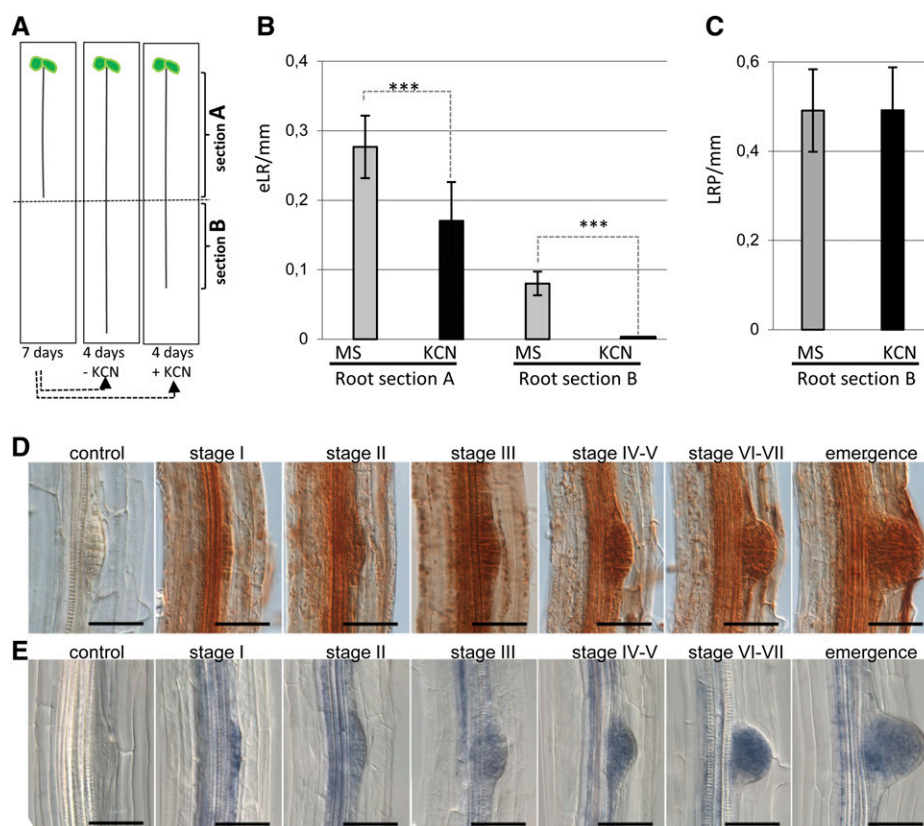 A
section A
section B
7 days
4 days
- KCN
4 days
+ KCN
B
eLR/mm
0,4
0,3
0,2
0,1
0
***
***
MS
KCN
MS
KCN
Root section A
Root section B
C
LRP/mm
0,6
0,4
0,2
0
MS
KCN
Root section B
D
control
stage I
stage II
stage III
stage IV-V
stage VI-VII
emergence
E
control
stage I
stage II
stage III
stage IV-V
stage VI-VII
emergence